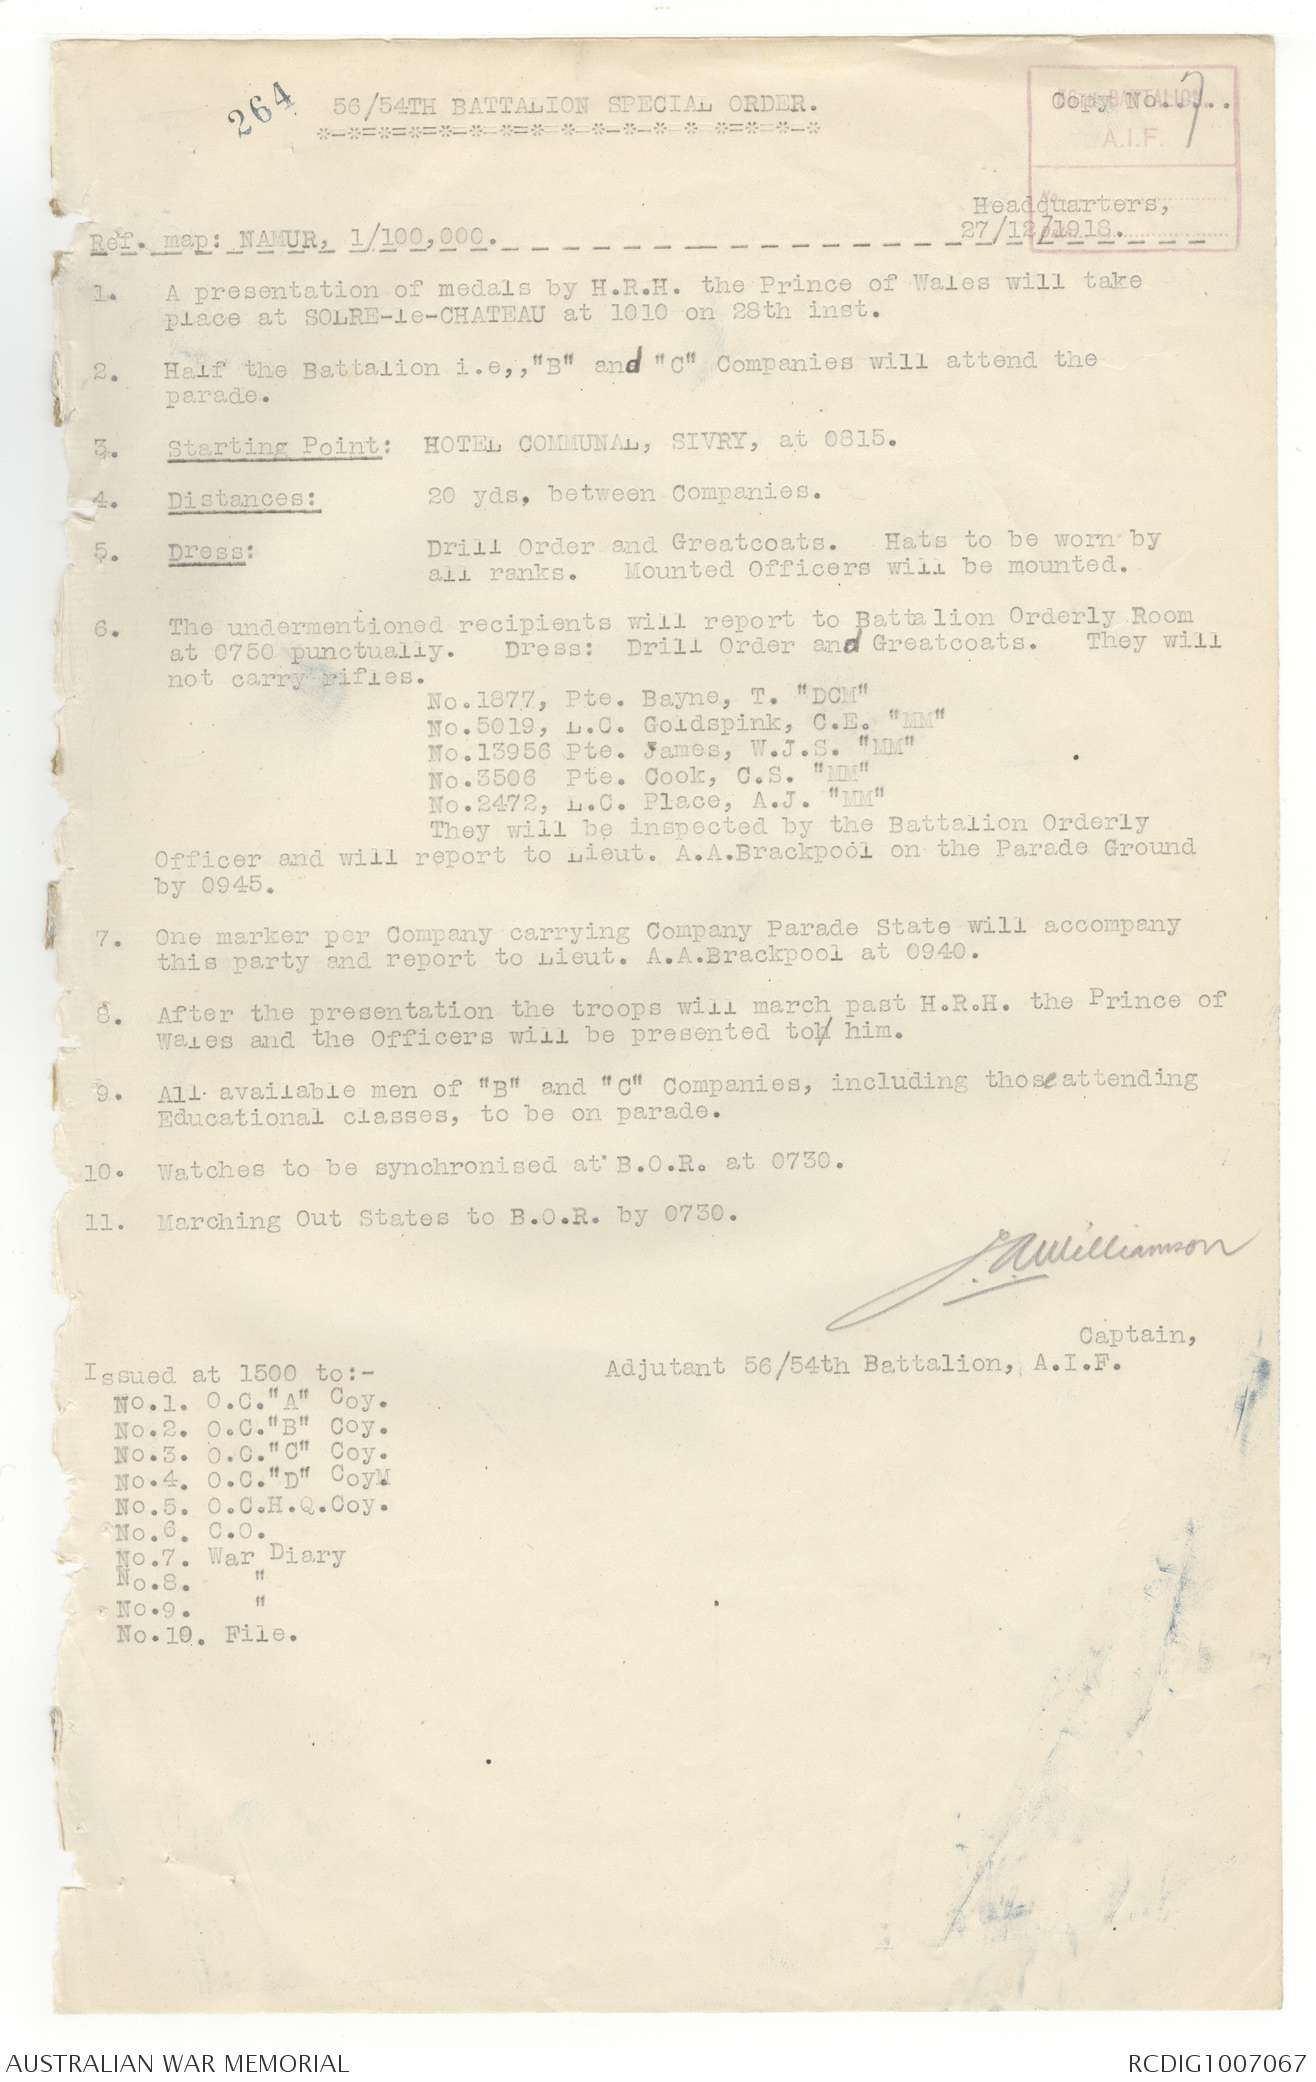 264
56/54TH BATTALION SPECIAL ORDER.
*-*=*=*=*-*-*=*=*-*-*-*-*-* * *=*=*-*
Copy No. 7...
BATTALION
A.I.F.
No.
Headquarters,
27/12/1918.
Ref. map: NAMUR, 1/100,000.
1. A presentation of medals by H.R.H. the Prince of Wales will take
place at SOLRE-le-CHATEAU at 1010 on 28th inst.
2. Half the Battalion i.e,,"B" and "C" Companies will attend the
parade.
3. Starting Point: HOTEL COMMUNAL, SIVRY, at 0815.
4. Distances: 20 yds, between Companies.
5. Dress: Drill Order and Greatcoats. Hats to be worn by
all ranks. Mounted Officers will be mounted.
6. The undermentioned recipients will report to Battalion Orderly Room
at 0750 punctually. Dress: Drill Order and Greatcoats. They will
not carry rifles.
No.1877, Pte. Bayne, T. "DCM"
No.5019, L.C. Goldspink, C.E. "MM"
No.13956 Pte. James, W.J.S. "MM"
No.3506 Pte. Cook, C.S. "MM"
No.2472, L.C. Place, A.J. "MM"
They will be inspected by the Battalion Orderly
Officer and will report to Lieut. A.A.Brackpool on the Parade Ground
by 0945.
7. One marker per Company carrying Company Parade State will accompany
this party and report to Lieut. A.A.Brackpool at 0940.
8. After the presentation the troops will march past H.R.H. the Prince of
Wales and the Officers will be presented to him.
9. All available men of "B" and "C" Companies, including those attending
Educational classes, to be on parade.
10. Watches to be synchronised at B.O.R. at 0730.
11. Marching Out States to B.O.R. by 0730.
J.A. Williamson
Captain,
Adjutant 56/54th Battalion, A.I.F.
Issued at 1500 to:-
No.1. O.C."A" Coy.
No.2. O.C."B" Coy.
No.3. O.C."C" Coy.
No.4. O.C."D" CoyM
No.5. O.C.H.Q.Coy.
No.6. C.O.
No.7. War Diary
No.8. "
No.9. "
No.10. File.
AUSTRALIAN WAR MEMORIAL
RCDIG1007067